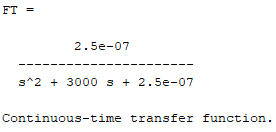 FT =
2.5e-07
----------------------
s^2 + 3000 s + 2.5e-07
Continuous-time transfer function.